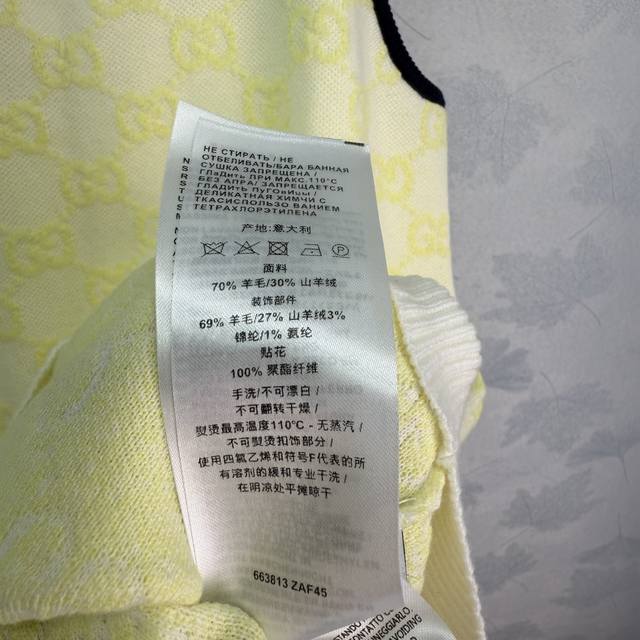 НЕ СТИРАТЬ / НЕ
ОТБЕЛИВАТЬ/БАРА БАННАЯ
СУШКА ЗАПРЕЩЕНА /
ГЛаДИТЬ ПРИ МАКС.110°C
БЕЗ ПАРА/ ЗАПРЕЩАЕТСЯ
ГЛАДИТЬ ПУГОВИЦЫ /
ДЕЛИКАТНАЯ ХИМЧИ С
ТКАСИСПОЛЬЗО ВАНИЕМ
ТЕТРАХЛОРЭТИЛЕНА
产地:意大利
面料
70% 羊毛/30% 山羊绒
装饰部件
69% 羊毛/27% 山羊绒3%
锦纶/1% 氨纶
贴花
100% 聚酯纤维
手洗/不可漂白 /
不可翻转干燥 /
熨烫最高温度110°C - 无蒸汽 /
不可熨烫扣饰部分 /
使用四氯乙烯和符号F代表的所
有溶剂的緩和专业干洗 /
在阴凉处平摊晾干
663813 ZAF45